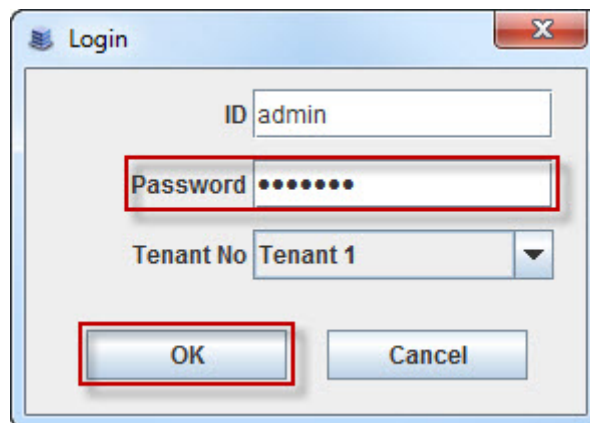 Login
ID admin
Password •••••••
Tenant No Tenant 1
OK Cancel